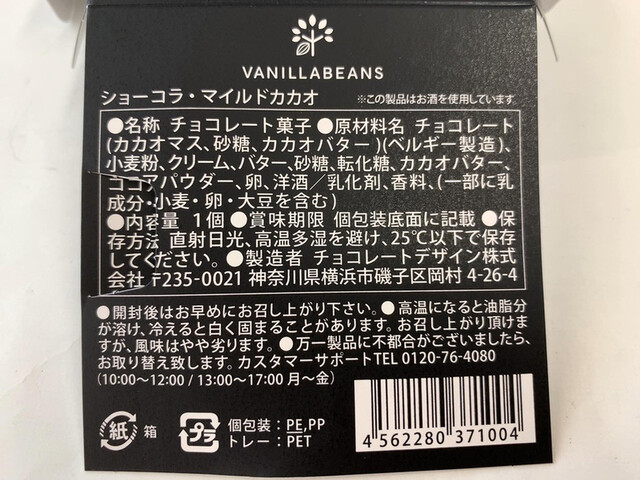 VANILLABEANS
ショーコラ・マイルドカカオ ※この製品はお酒を使用しています。
●名称 チョコレート菓子●原材料名 チョコレート
(カカオマス、砂糖、カカオバター)(ベルギー製造)、
小麦粉、クリーム、バター、砂糖、転化糖、カカオバター、
ココアパウダー、卵、洋酒／乳化剤、香料、(一部に乳
成分・小麦・卵・大豆を含む)
●内容量 1個●賞味期限 個包装底面に記載●保
存方法 直射日光、高温多湿を避け、25℃以下で保存
してください。●製造者 チョコレートデザイン株式
会社 〒235-0021 神奈川県横浜市磯子区岡村 4-26-4
●開封後はお早めにお召し上がり下さい。●高温になると油脂分
が溶け、冷えると白く固まることがあります。お召し上がり頂けま
すが、風味はやや劣ります。●万一製品に不都合がございましたら、
お取り替え致します。カスタマーサポートTEL 0120-76-4080
(10:00～12:00 / 13:00～17:00 月～金)
紙 箱 プラ 個包装：PE,PP
トレー：PET
4 562280 371004